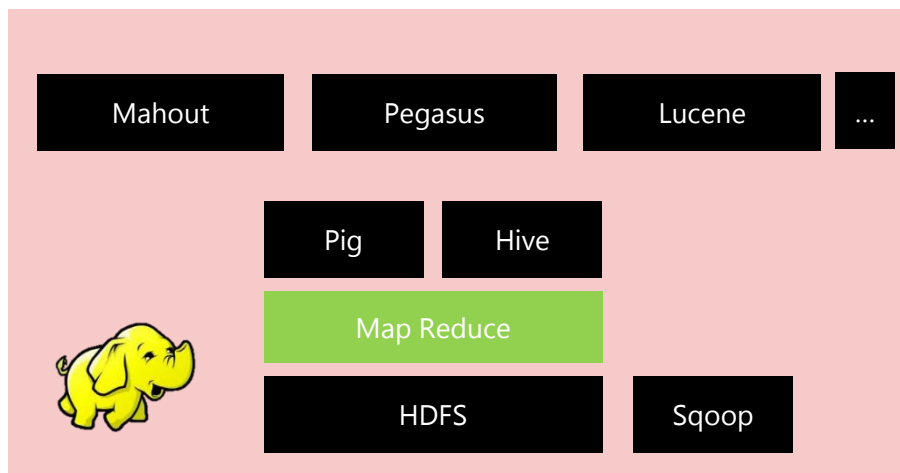 Mahout
Pegasus
Lucene
...
Pig
Hive
Map Reduce
HDFS
Sqoop